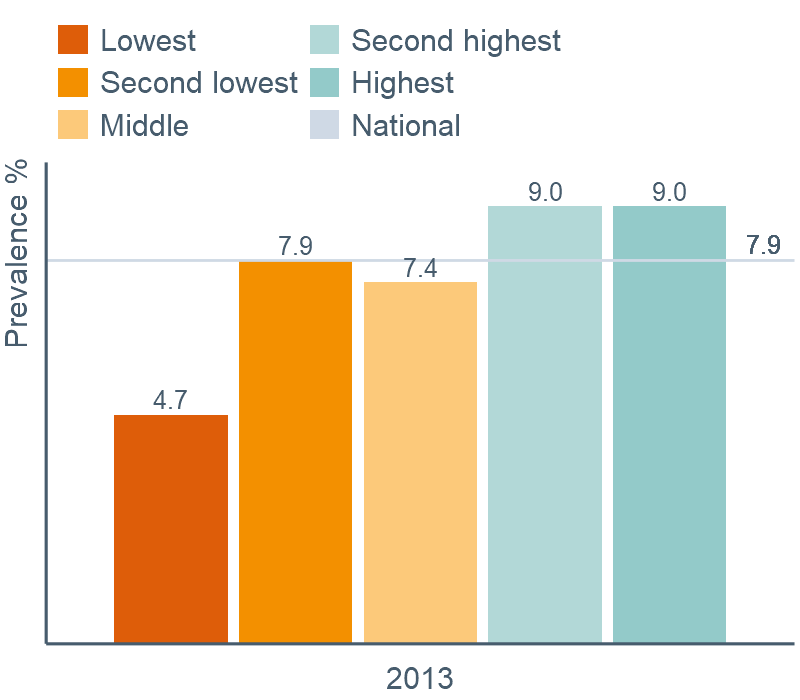 Lowest
Second lowest
Middle
Second highest
Highest
National
Prevalence %
4.7
7.9
7.4
9.0
9.0
7.9
2013